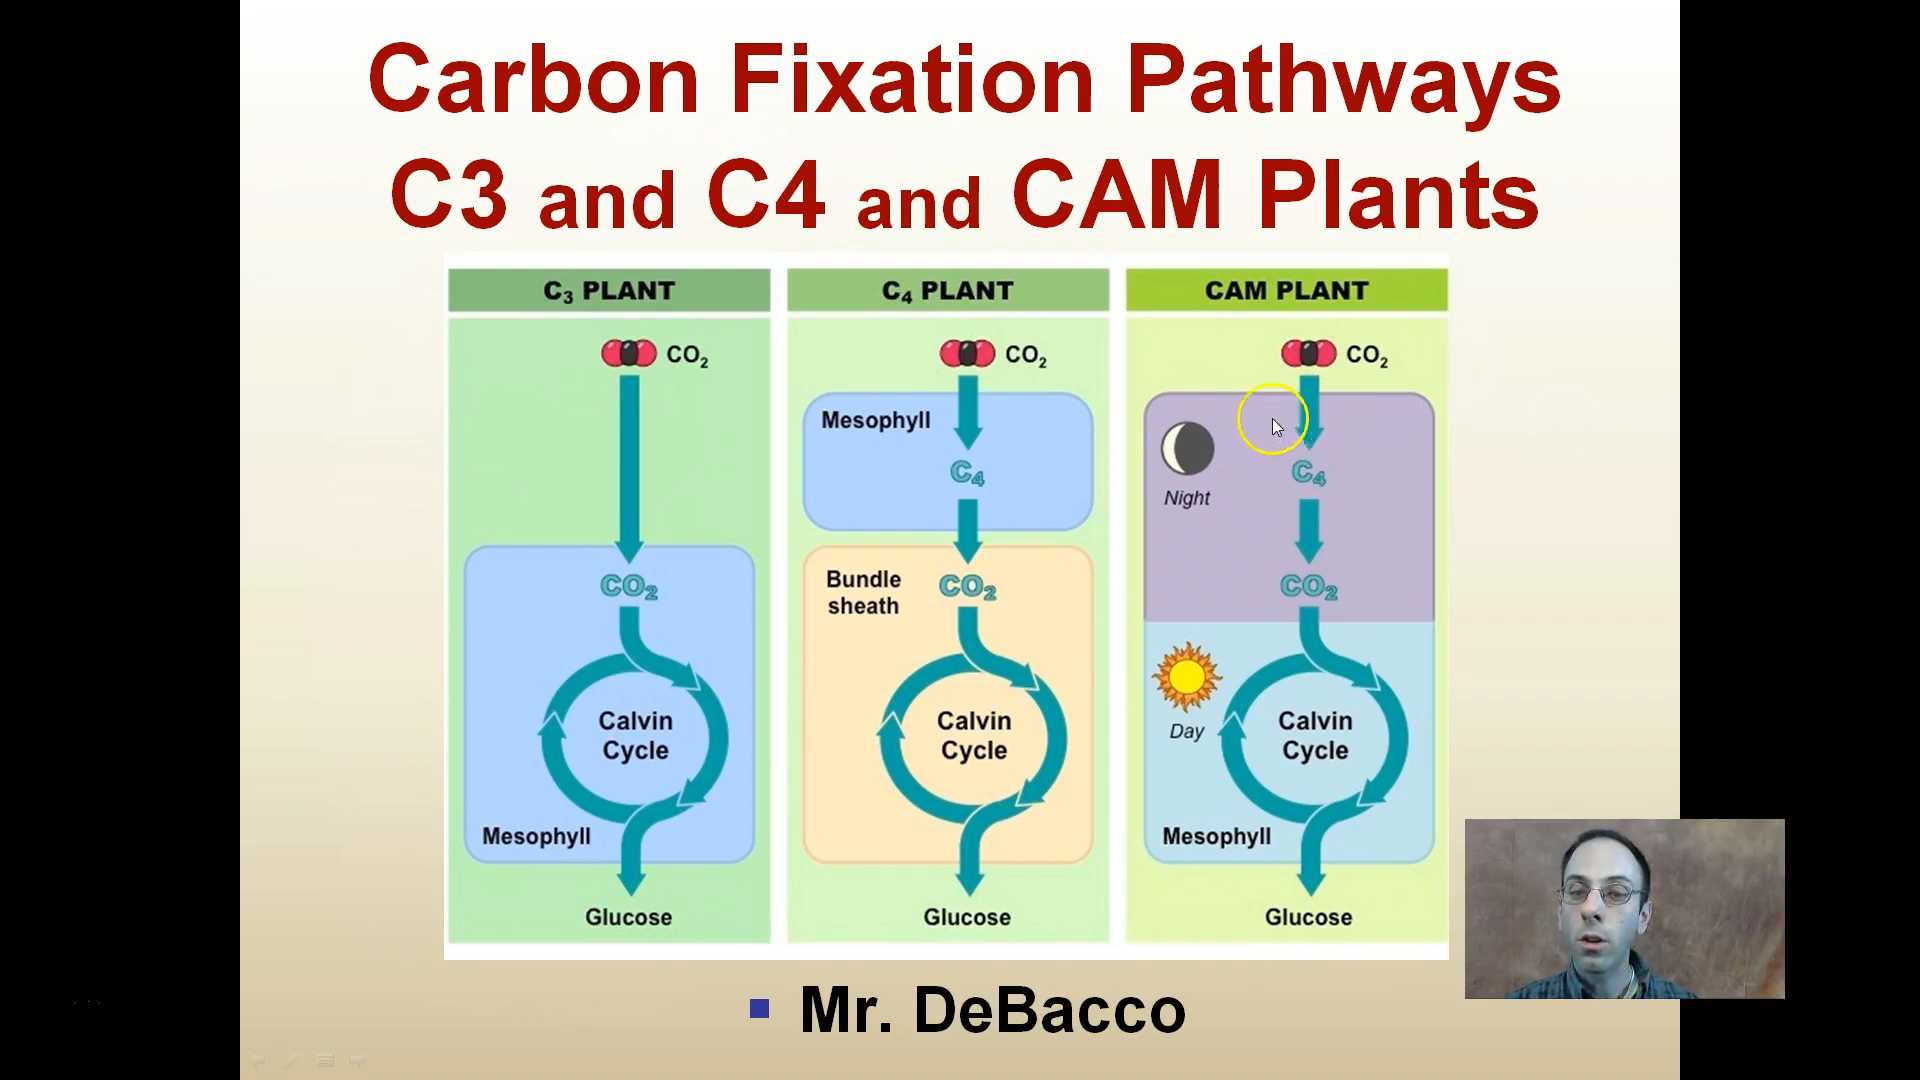 Carbon Fixation Pathways
C3 and C4 and CAM Plants
C₃ PLANT
CO₂
CO₂
Calvin
Cycle
Mesophyll
Glucose
C₄ PLANT
CO₂
Mesophyll
C₄
Bundle
sheath
CO₂
Calvin
Cycle
Glucose
CAM PLANT
CO₂
Night
C₄
CO₂
Day
Calvin
Cycle
Mesophyll
Glucose
Mr. DeBacco